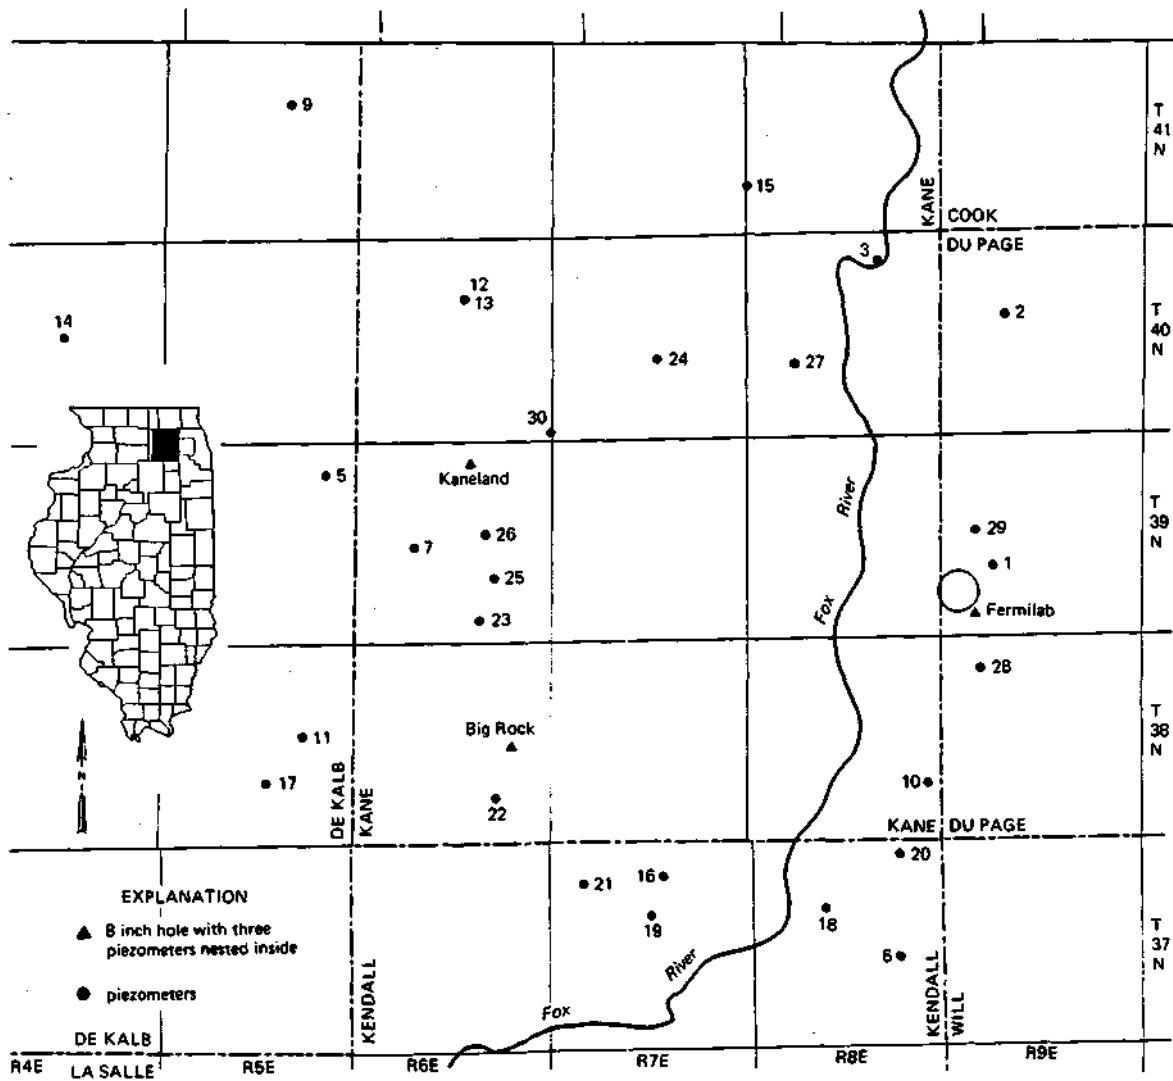 9
T
41
N
15
KANE
COOK
DU PAGE
3
12
13
14
2
T
40
N
24
27
30
5
Kaneland
River
29
T
39
N
26
7
1
25
Fox
Fermilab
23
28
Big Rock
T
38
N
11
N
17
DE KALB
KANE
22
10
KANE
DU PAGE
20
EXPLANATION
21
16
8 inch hole with three
piezometers nested inside
19
18
T
37
N
6
piezometers
KENDALL
River
KENDALL
WILL
Fox
DE KALB
R4E
R5E
R6E
R7E
R8E
R9E
LA SALLE